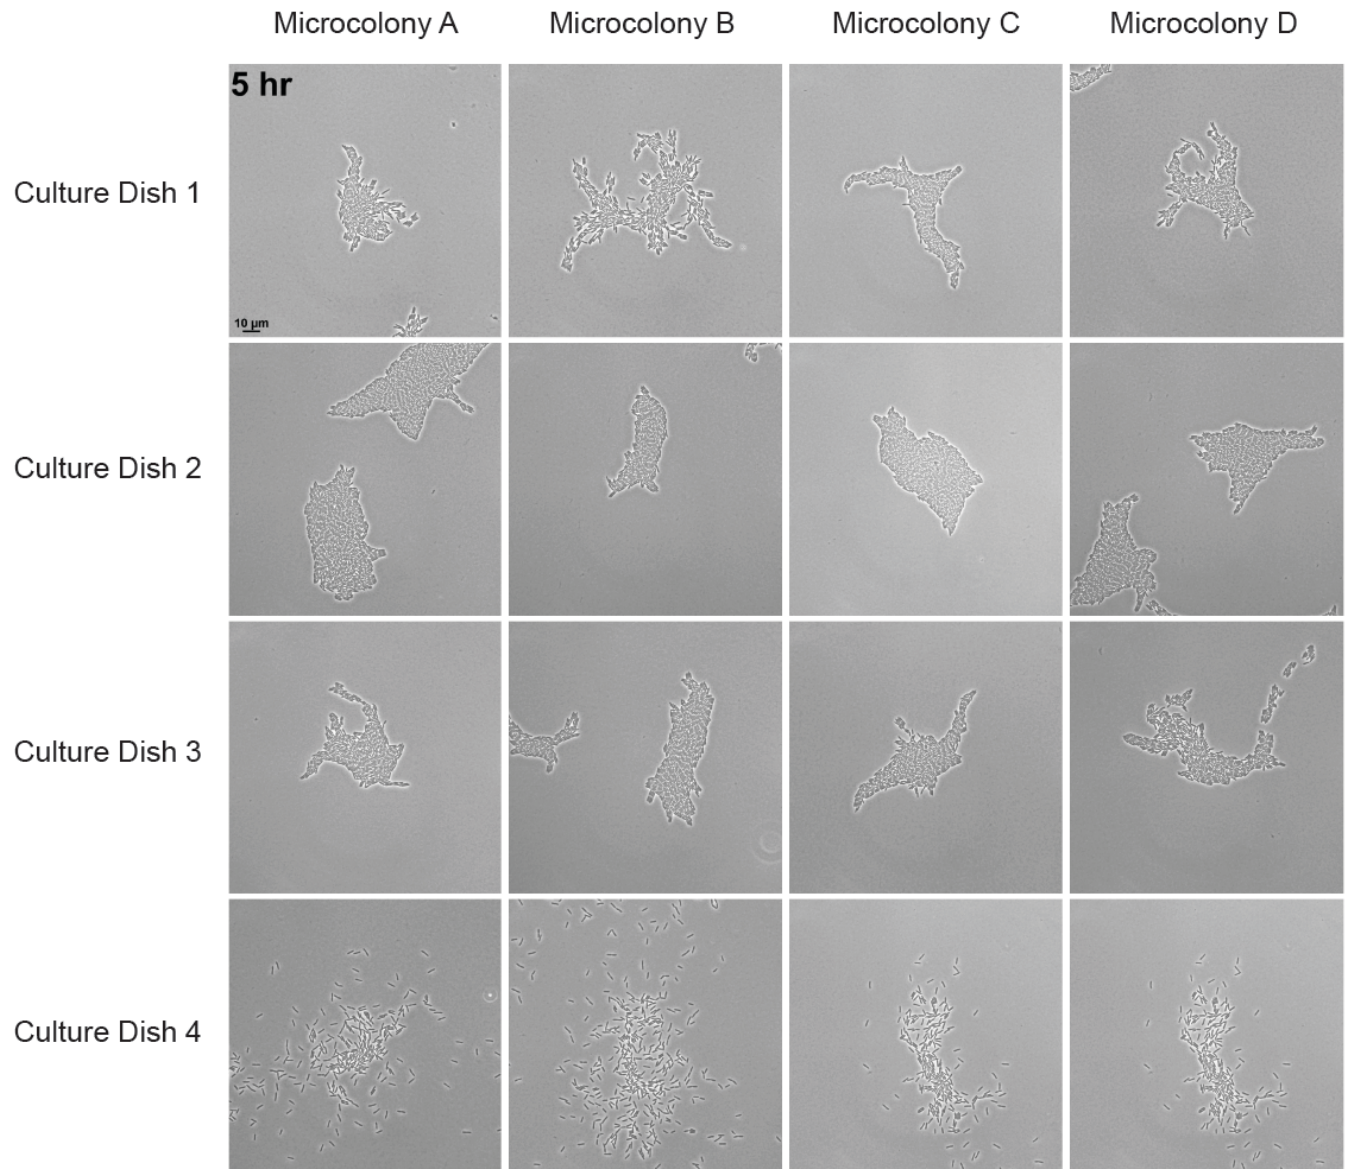 Microcolony A Microcolony B Microcolony C Microcolony D
5 hr
Culture Dish 1
10 µm
Culture Dish 2
Culture Dish 3
Culture Dish 4